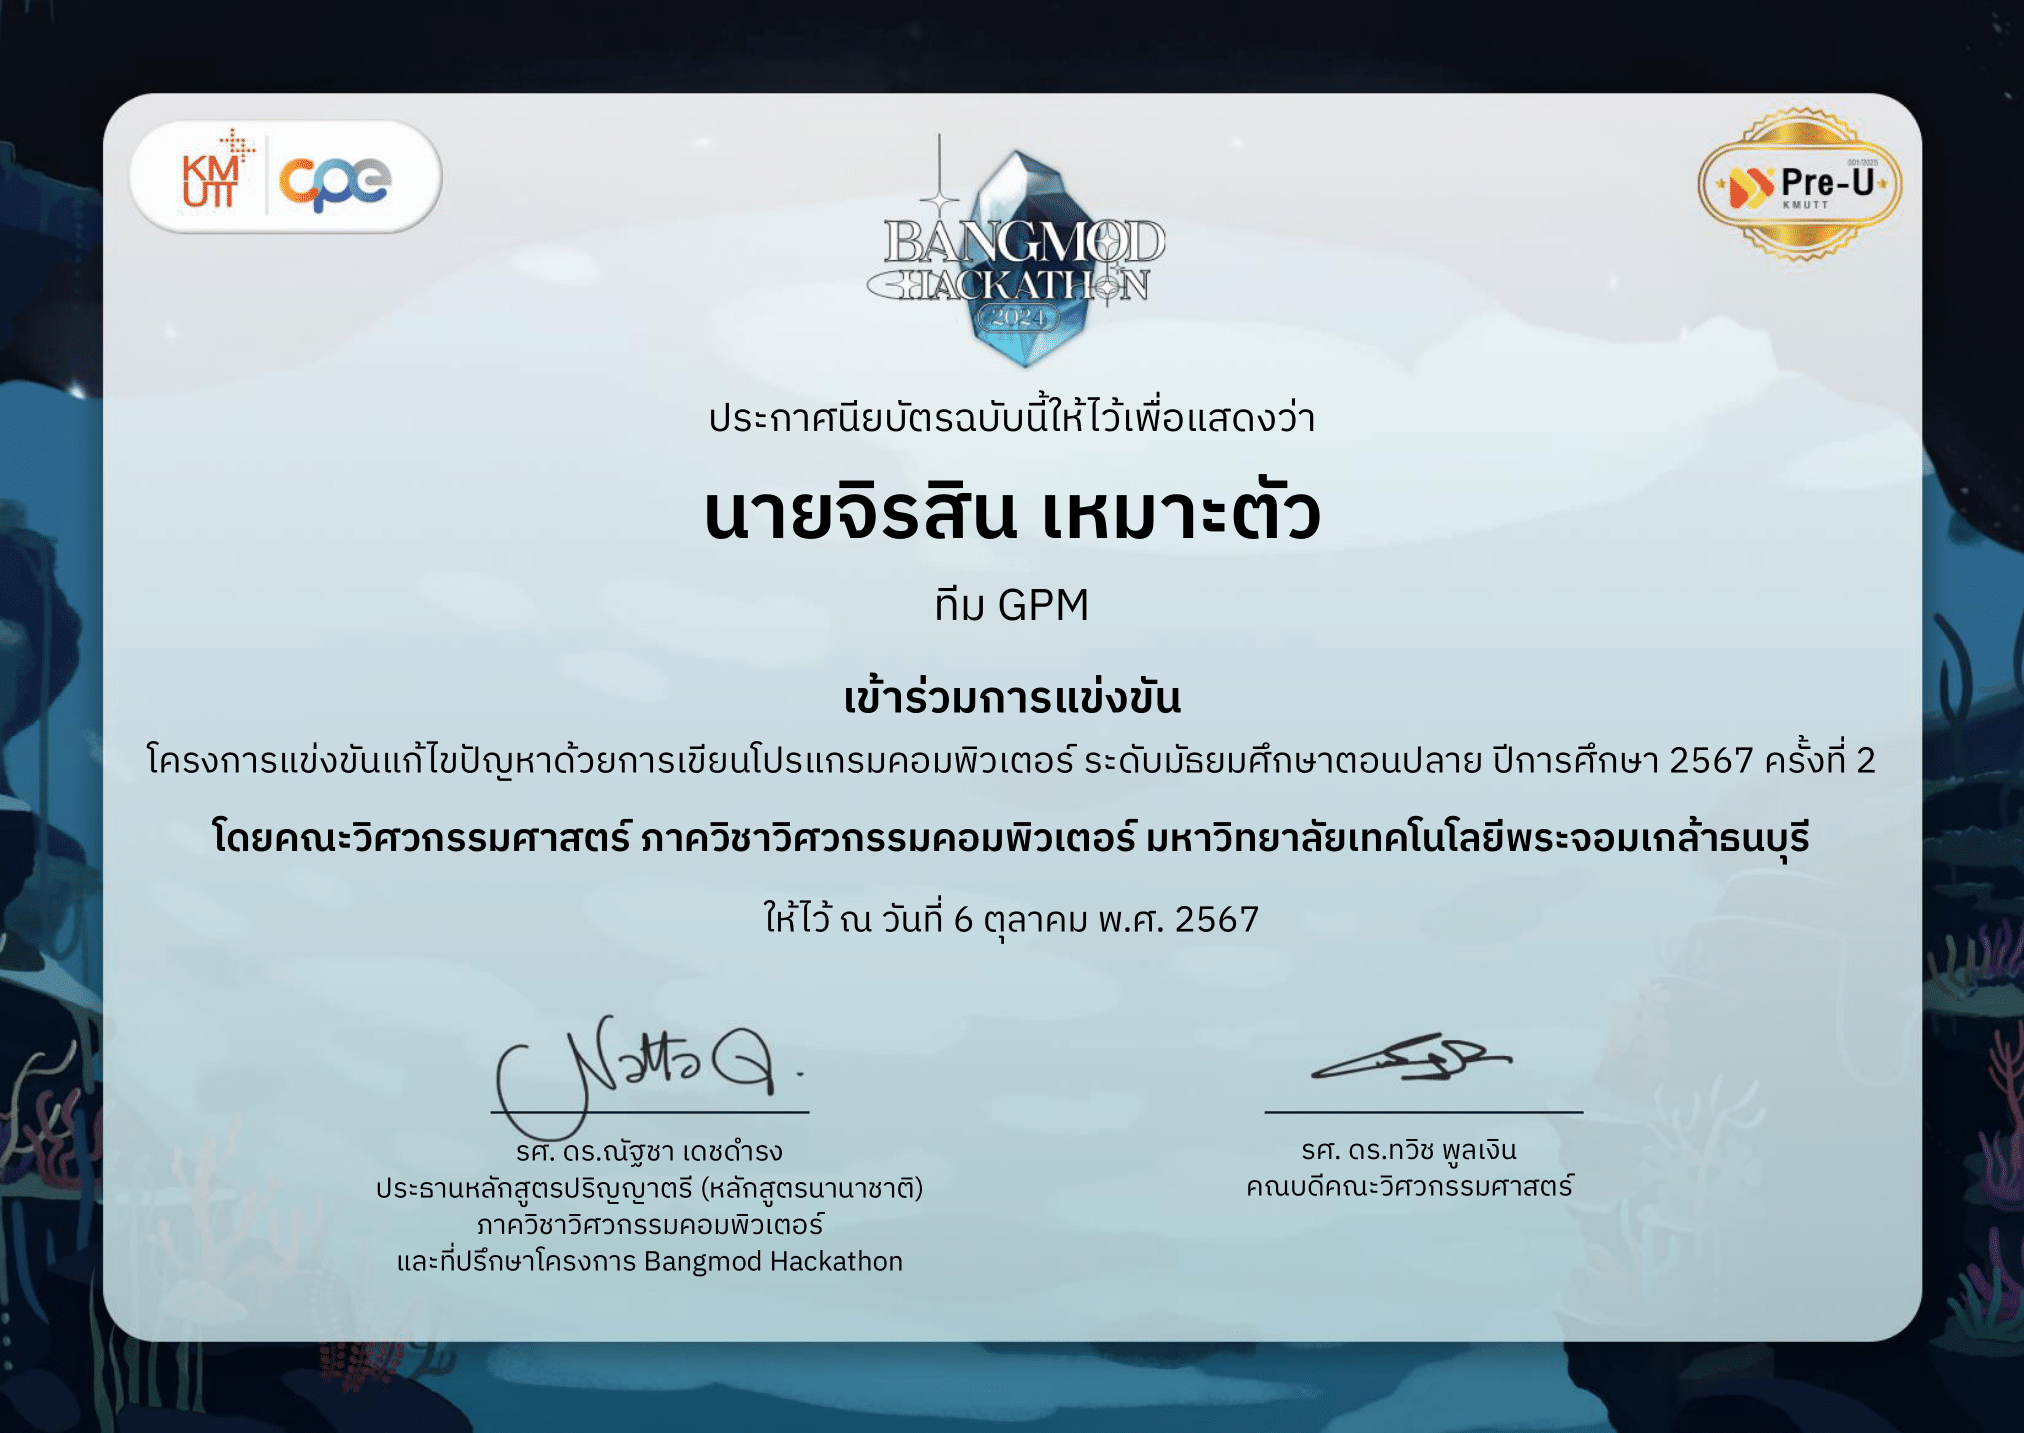 KM
UTT
cpe
BANGMOD
HACKATHON
2024
001/2025
Pre-U
KMUTT
ประกาศนียบัตรฉบับนี้ให้ไว้เพื่อแสดงว่า
นายจิรสิน เหมาะตัว
ทีม GPM
เข้าร่วมการแข่งขัน
โครงการแข่งขันแก้ไขปัญหาด้วยการเขียนโปรแกรมคอมพิวเตอร์ ระดับมัธยมศึกษาตอนปลาย ปีการศึกษา 2567 ครั้งที่ 2
โดยคณะวิศวกรรมศาสตร์ ภาควิชาวิศวกรรมคอมพิวเตอร์ มหาวิทยาลัยเทคโนโลยีพระจอมเกล้าธนบุรี
ให้ไว้ ณ วันที่ 6 ตุลาคม พ.ศ. 2567
รศ. ดร.ณัฐชา เดชดำรง
ประธานหลักสูตรปริญญาตรี (หลักสูตรนานาชาติ)
ภาควิชาวิศวกรรมคอมพิวเตอร์
และที่ปรึกษาโครงการ Bangmod Hackathon
รศ. ดร.ทวิช พูลเงิน
คณบดีคณะวิศวกรรมศาสตร์